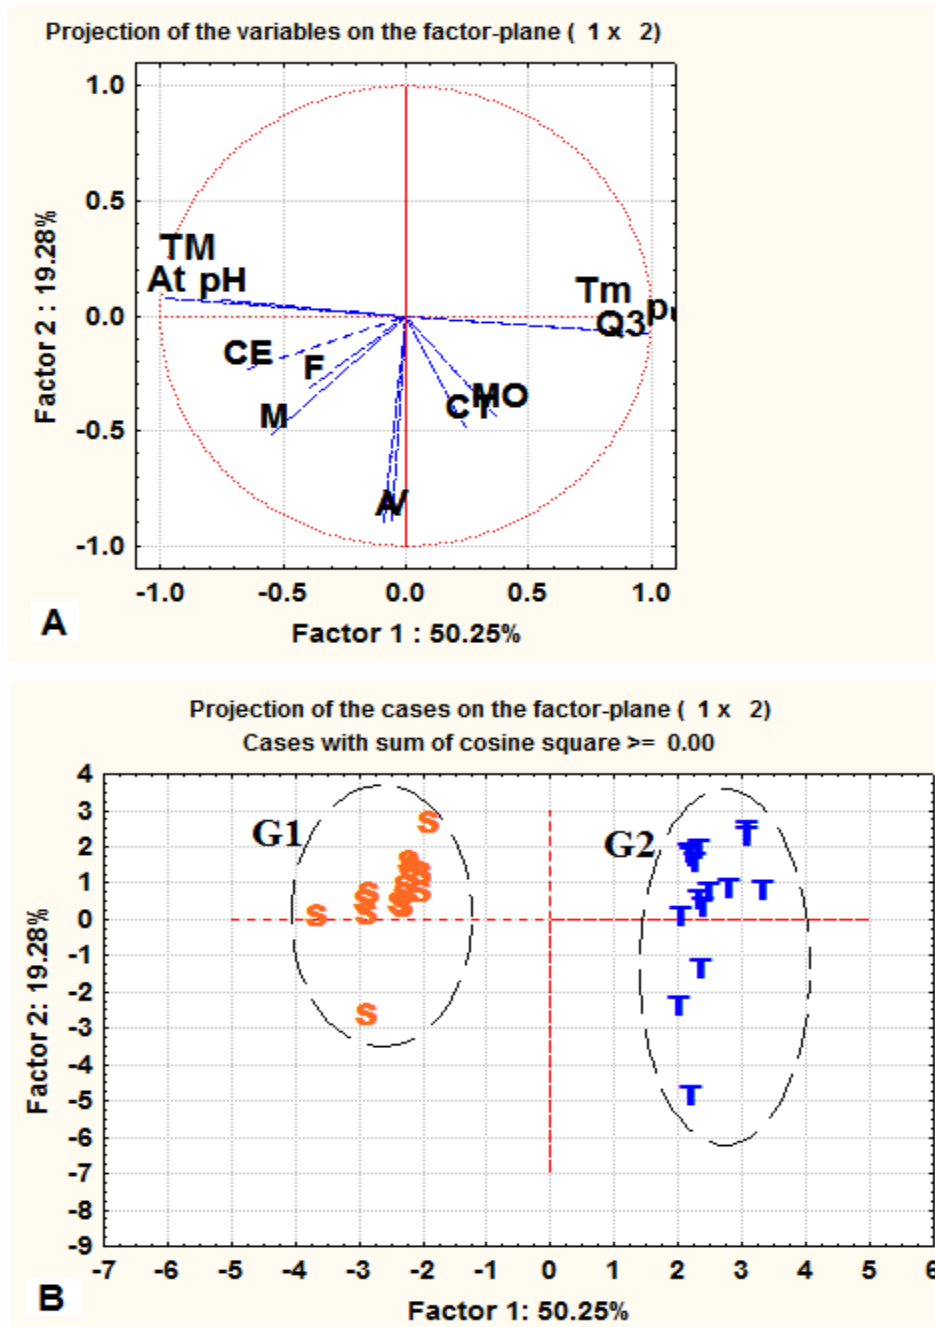 Projection of the variables on the factor-plane ( 1 x 2)
1.0
0.5
TM
At pH
Tm
0.0
Q3
CE
F
MO
M
-0.5
A V
-1.0
-1.0 -0.5 0.0 0.5 1.0
Factor 2 : 19.28%
Factor 1 : 50.25%
A
Projection of the cases on the factor-plane ( 1 x 2)
Cases with sum of cosine square >= 0.00
4
3
2
1
0
-1
-2
-3
-4
-5
-6
-7
-8
-9
G1
G2
S S S S S
T T T T T T T T
-7 -6 -5 -4 -3 -2 -1 0 1 2 3 4 5 6
Factor 2: 19.28%
Factor 1: 50.25%
B